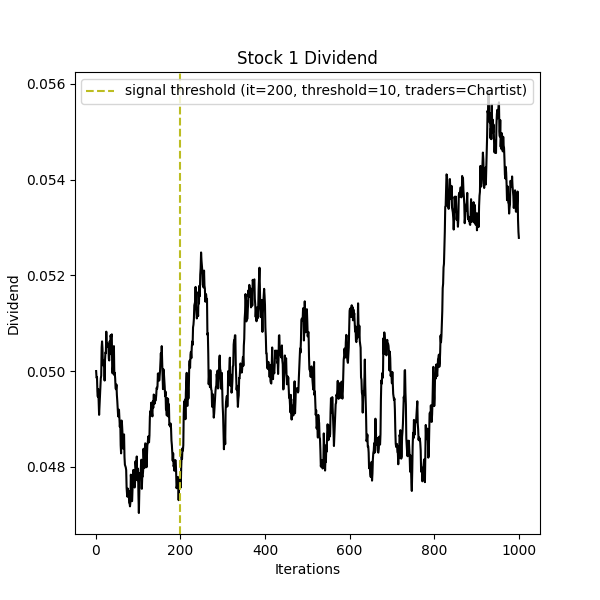 Stock 1 Dividend
signal threshold (it=200, threshold=10, traders=Chartist)
0.056
0.054
0.052
0.050
0.048
Dividend
0
200
400
600
800
1000
Iterations